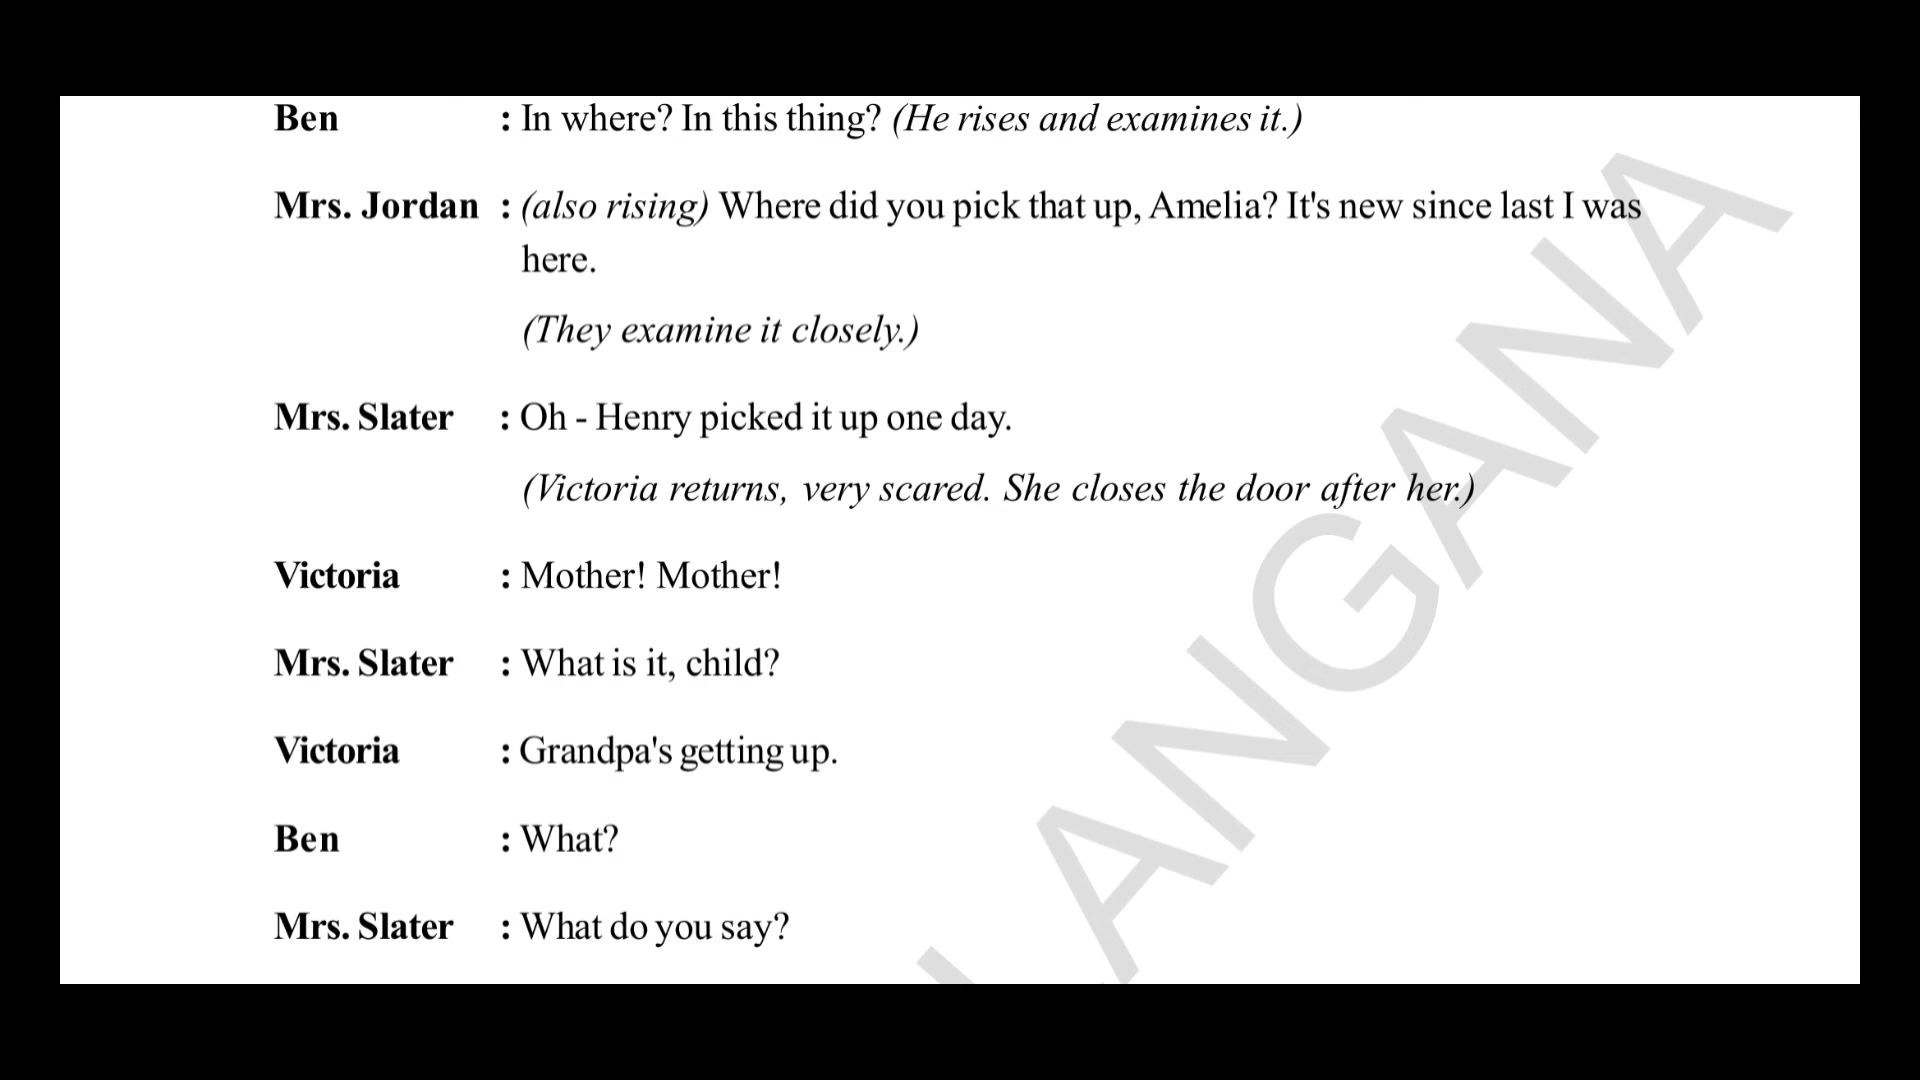 Ben : In where? In this thing? (He rises and examines it.)
Mrs. Jordan : (also rising) Where did you pick that up, Amelia? It's new since last I was
here.
(They examine it closely.)
Mrs. Slater : Oh - Henry picked it up one day.
(Victoria returns, very scared. She closes the door after her.)
Victoria : Mother! Mother!
Mrs. Slater : What is it, child?
Victoria : Grandpa's getting up.
Ben : What?
Mrs. Slater : What do you say?
ANGANA